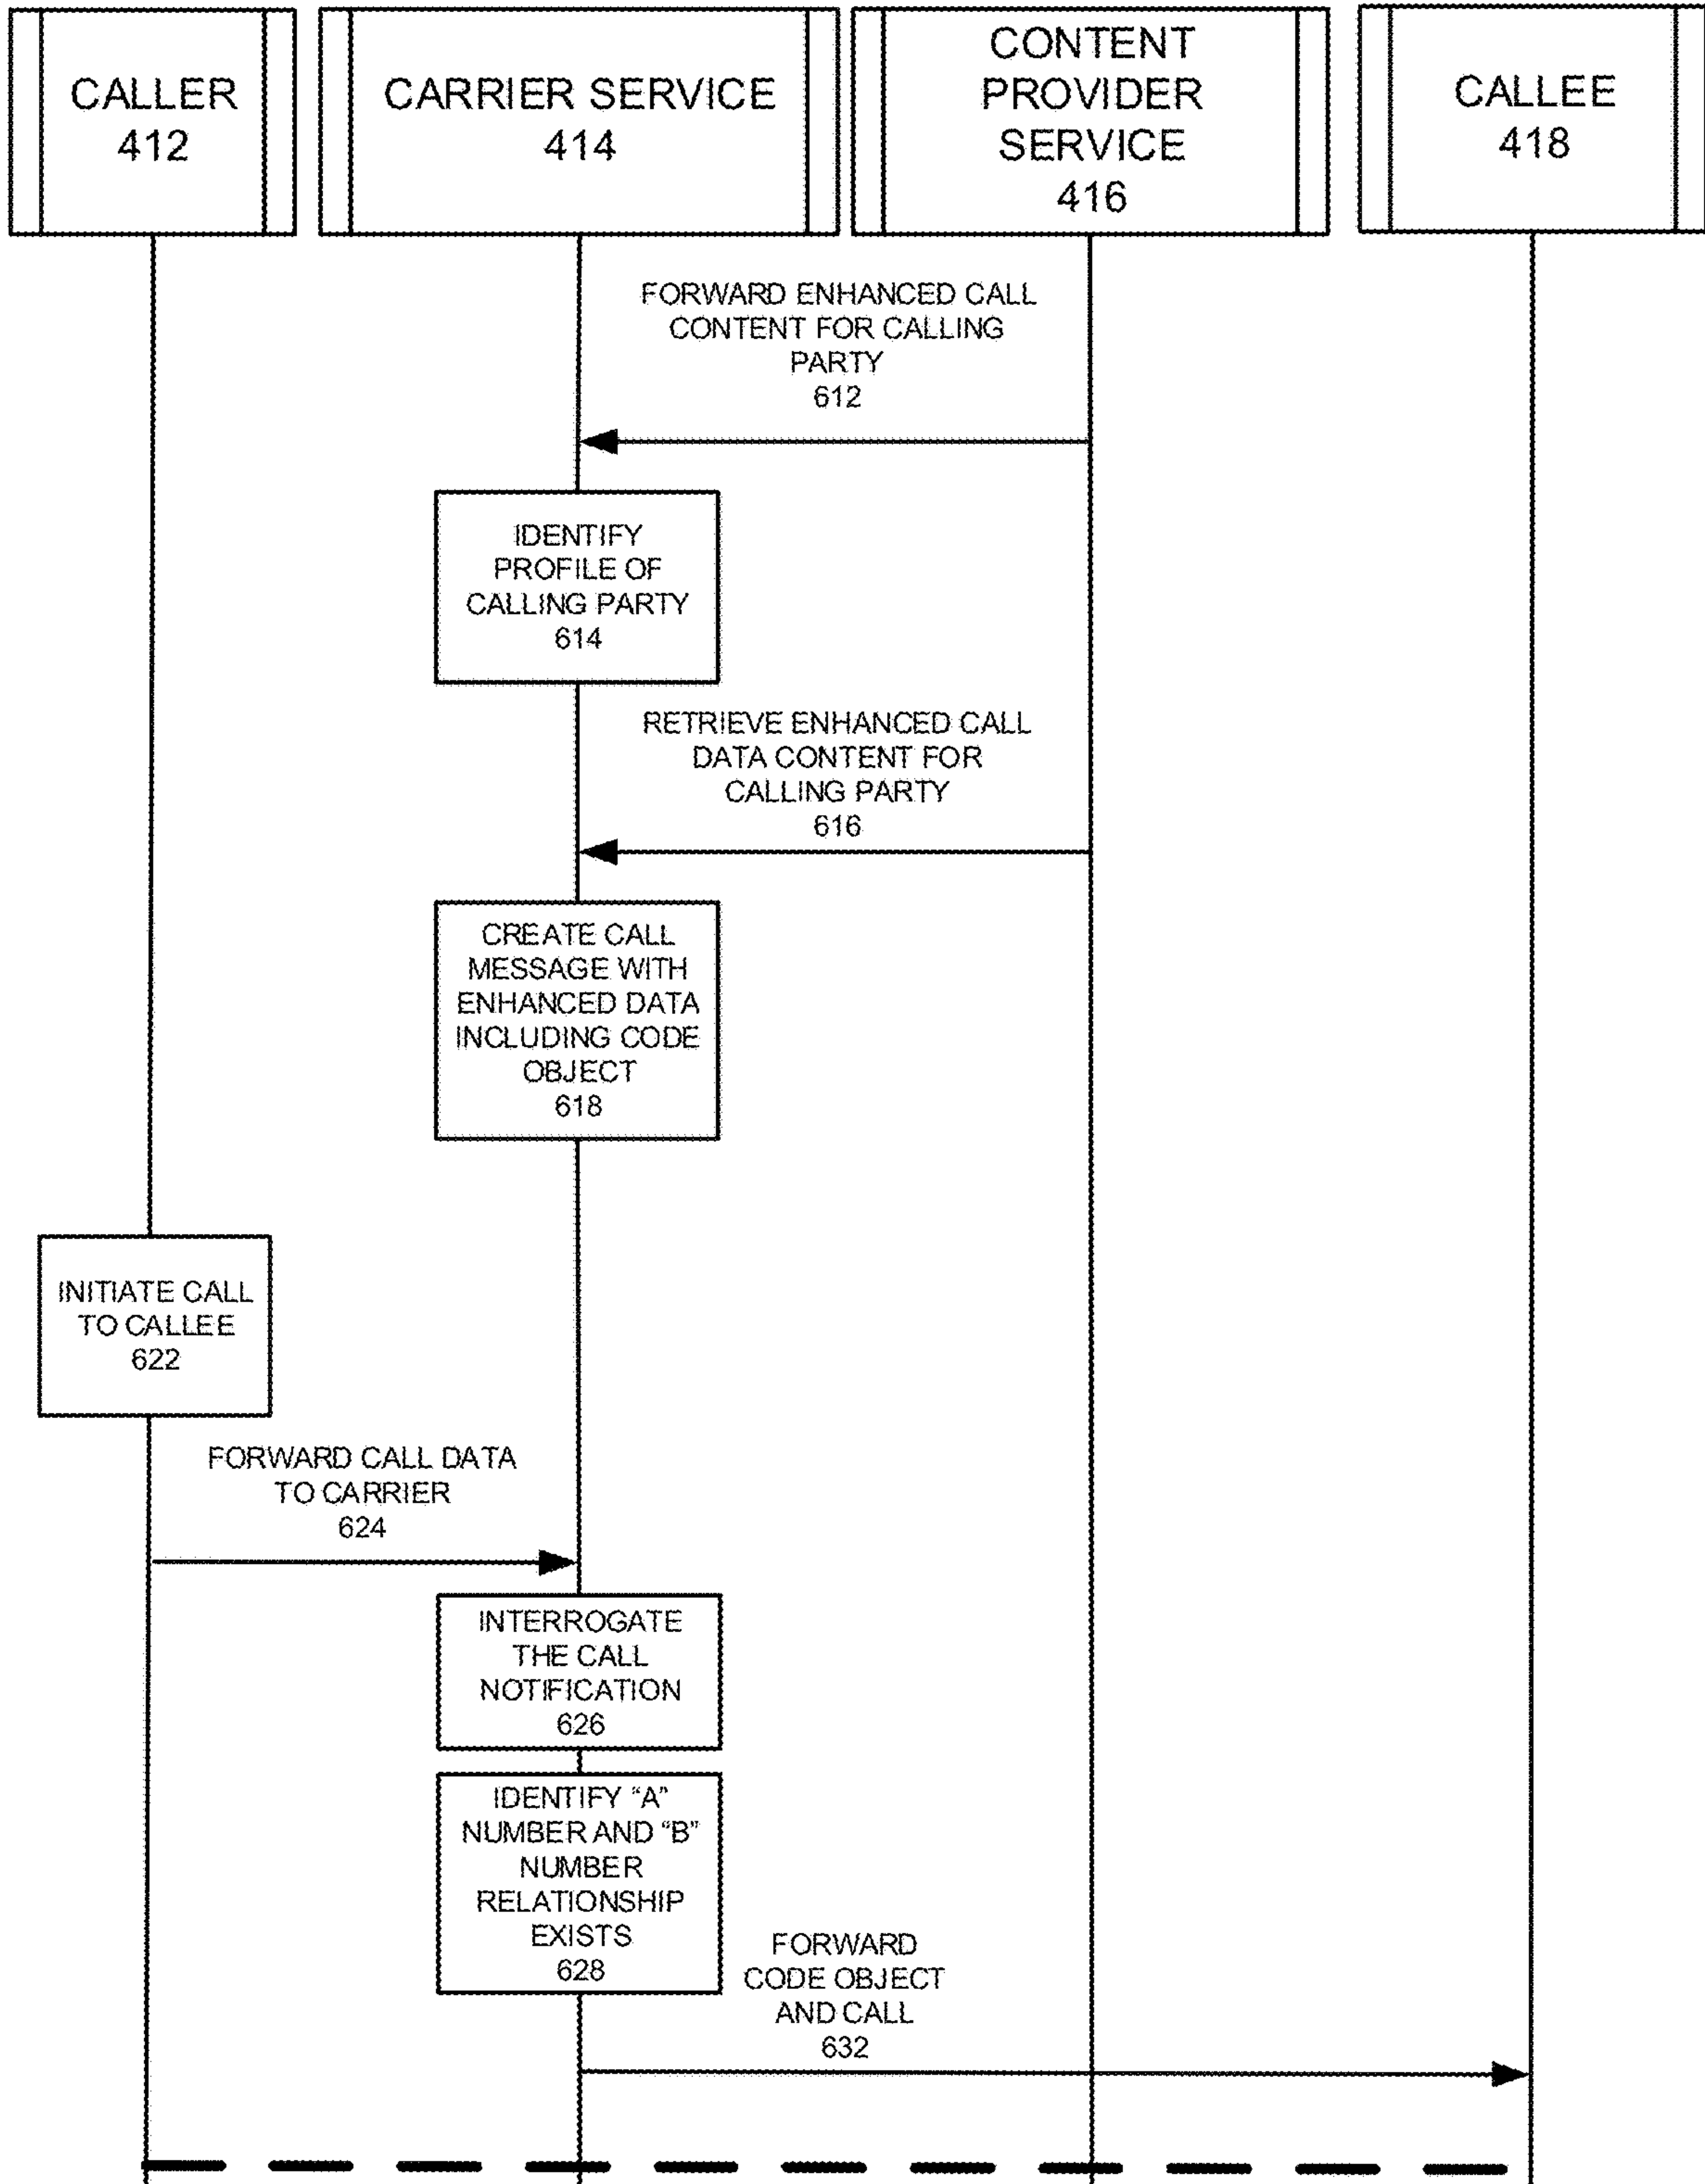 CALLER
412
CARRIER SERVICE
414
CONTENT
PROVIDER
SERVICE
416
CALLEE
418
FORWARD ENHANCED CALL
CONTENT FOR CALLING
PARTY
612
IDENTIFY
PROFILE OF
CALLING PARTY
614
RETRIEVE ENHANCED CALL
DATA CONTENT FOR
CALLING PARTY
616
CREATE CALL
MESSAGE WITH
ENHANCED DATA
INCLUDING CODE
OBJECT
618
INITIATE CALL
TO CALLEE
622
FORWARD CALL DATA
TO CARRIER
624
INTERROGATE
THE CALL
NOTIFICATION
626
IDENTIFY “A”
NUMBER AND “B”
NUMBER
RELATIONSHIP
EXISTS
628
FORWARD
CODE OBJECT
AND CALL
632